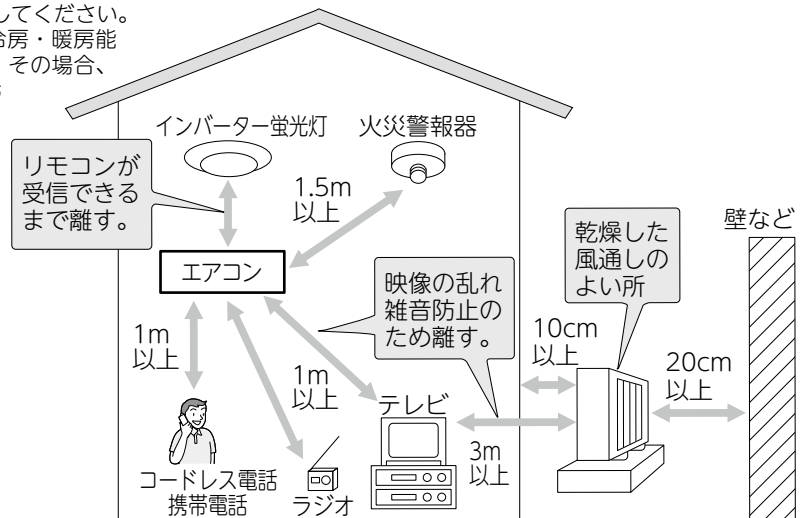 してください。
冷房・暖房能
その場合、
インバーター蛍光灯
火災警報器
リモコンが
受信できる
まで離す。
1.5m
以上
壁など
乾燥した
風通しの
よい所
エアコン
映像の乱れ
雑音防止の
ため離す。
10cm
以上
20cm
以上
1m
以上
1m
以上
テレビ
3m
以上
コードレス電話
携帯電話
ラジオ